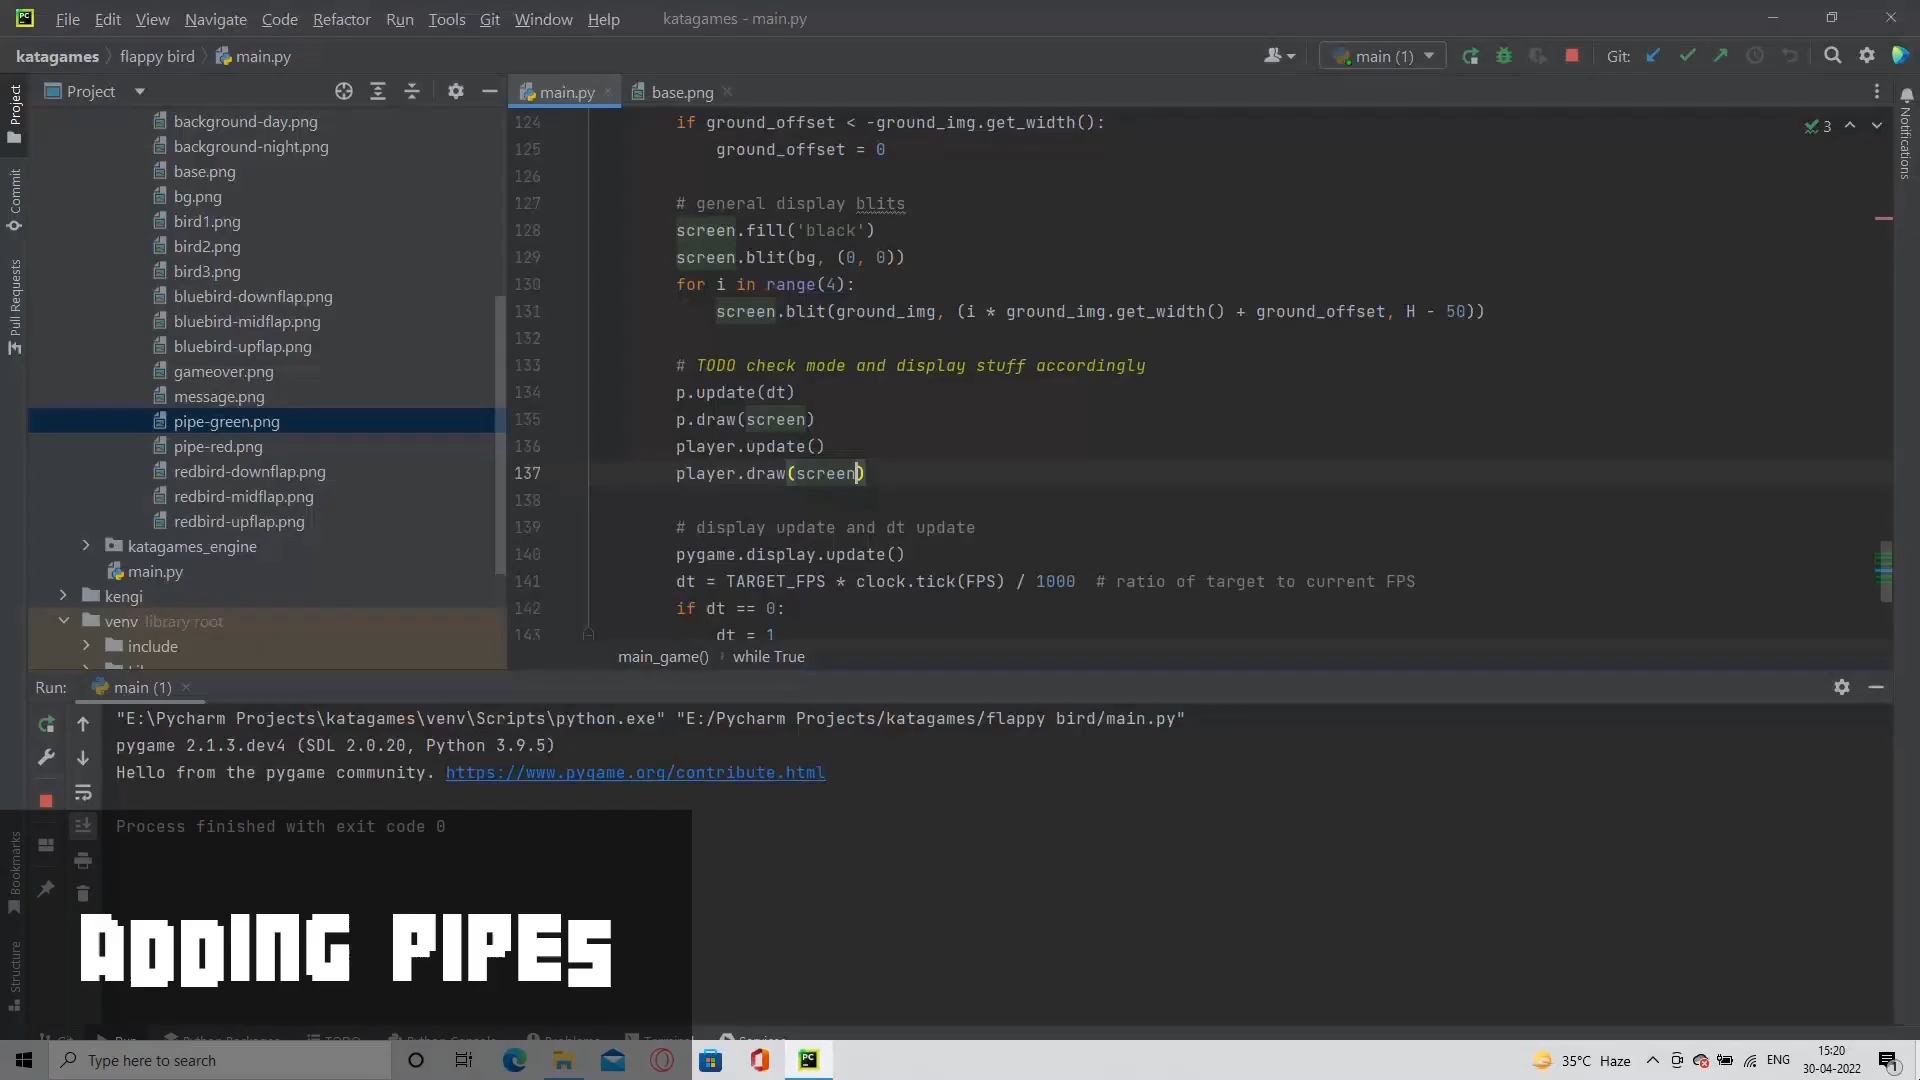 PC File Edit View Navigate Code Refactor Run Tools Git Window Help katagames - main.py
katagames flappy bird main.py main (1) Git:
Project
main.py base.png
Project
Commit
Pull Requests
Bookmarks
Structure
Notifications
background-day.png
background-night.png
base.png
bg.png
bird1.png
bird2.png
bird3.png
bluebird-downflap.png
bluebird-midflap.png
bluebird-upflap.png
gameover.png
message.png
pipe-green.png
pipe-red.png
redbird-downflap.png
redbird-midflap.png
redbird-upflap.png
katagames_engine
main.py
kengi
venv library root
include
3
124 if ground_offset < -ground_img.get_width():
125 ground_offset = 0
126
127 # general display blits
128 screen.fill('black')
129 screen.blit(bg, (0, 0))
130 for i in range(4):
131 screen.blit(ground_img, (i * ground_img.get_width() + ground_offset, H - 50))
132
133 # TODO check mode and display stuff accordingly
134 p.update(dt)
135 p.draw(screen)
136 player.update()
137 player.draw(screen)
138
139 # display update and dt update
140 pygame.display.update()
141 dt = TARGET_FPS * clock.tick(FPS) / 1000 # ratio of target to current FPS
142 if dt == 0:
143 dt = 1
main_game() while True
Run: main (1)
"E:\Pycharm Projects\katagames\venv\Scripts\python.exe" "E:/Pycharm Projects/katagames/flappy bird/main.py"
pygame 2.1.3.dev4 (SDL 2.0.20, Python 3.9.5)
Hello from the pygame community. https://www.pygame.org/contribute.html
Process finished with exit code 0
ADDING PIPES
Type here to search
PC
35°C Haze
ENG
15:20
30-04-2022
1